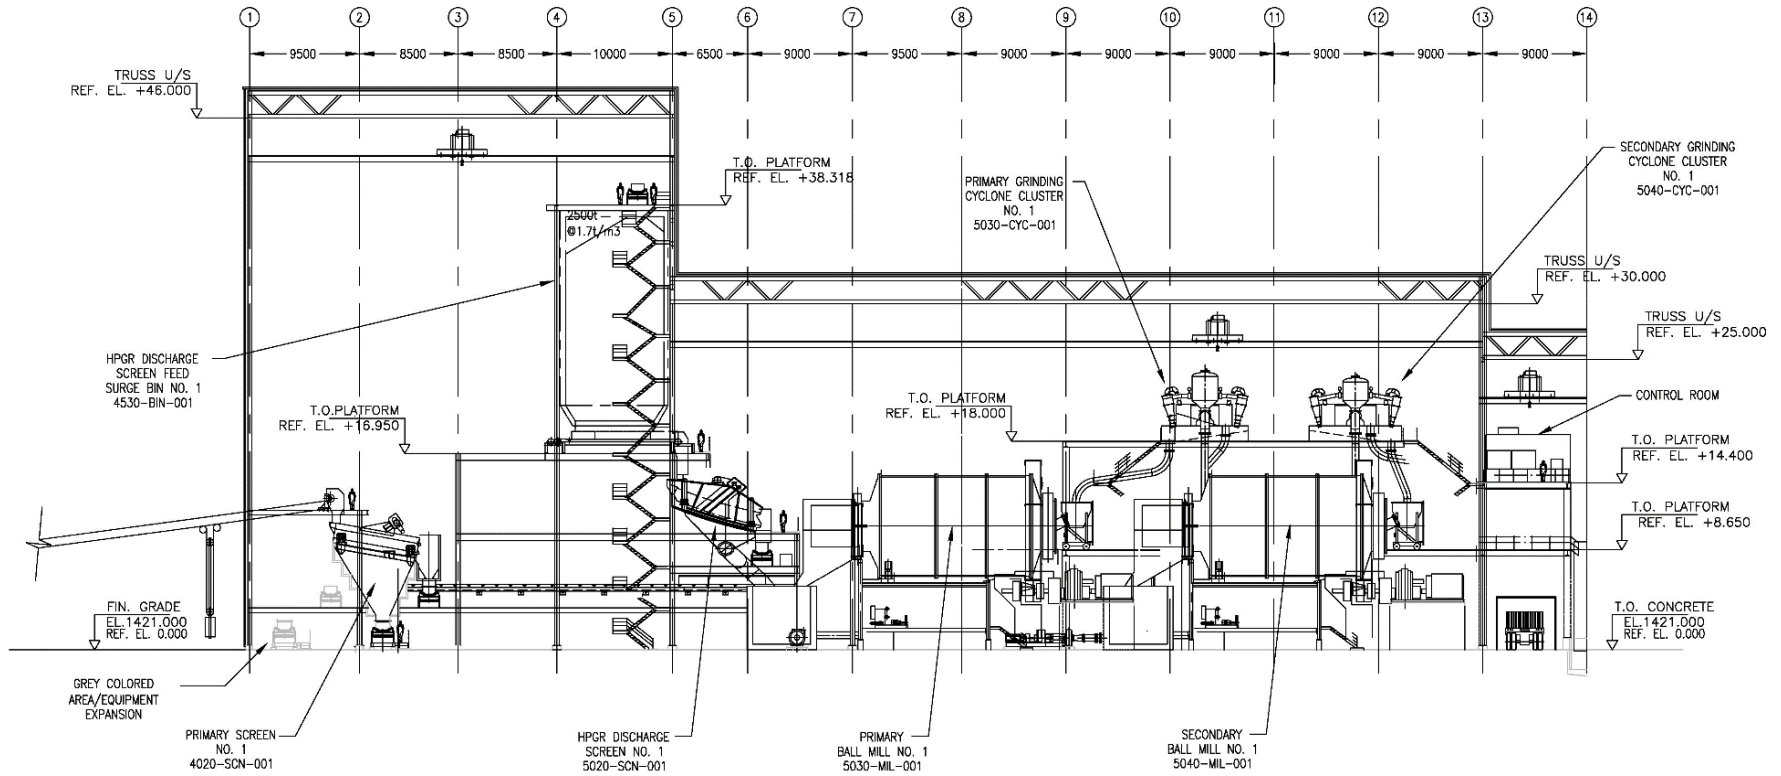 1 2 3 4 5 6 7 8 9 10 11 12 13 14
9500 8500 8500 10000 6500 9000 9500 9000 9000 9000 9000 9000 9000
TRUSS U/S
REF. EL. +46.000
T.O. PLATFORM
REF. EL. +38.318
2500t
@1.7t/m3
PRIMARY GRINDING
CYCLONE CLUSTER
NO. 1
5030-CYC-001
SECONDARY GRINDING
CYCLONE CLUSTER
NO. 1
5040-CYC-001
TRUSS U/S
REF. EL. +30.000
TRUSS U/S
REF. EL. +25.000
HPGR DISCHARGE
SCREEN FEED
SURGE BIN NO. 1
4530-BIN-001
T.O.PLATFORM
REF. EL. +16.950
T.O. PLATFORM
REF. EL. +18.000
CONTROL ROOM
T.O. PLATFORM
REF. EL. +14.400
T.O. PLATFORM
REF. EL. +8.650
FIN. GRADE
EL.1421.000
REF. EL. 0.000
T.O. CONCRETE
EL.1421.000
REF. EL. 0.000
GREY COLORED
AREA/EQUIPMENT
EXPANSION
PRIMARY SCREEN
NO. 1
4020-SCN-001
HPGR DISCHARGE
SCREEN NO. 1
5020-SCN-001
PRIMARY
BALL MILL NO. 1
5030-MIL-001
SECONDARY
BALL MILL NO. 1
5040-MIL-001